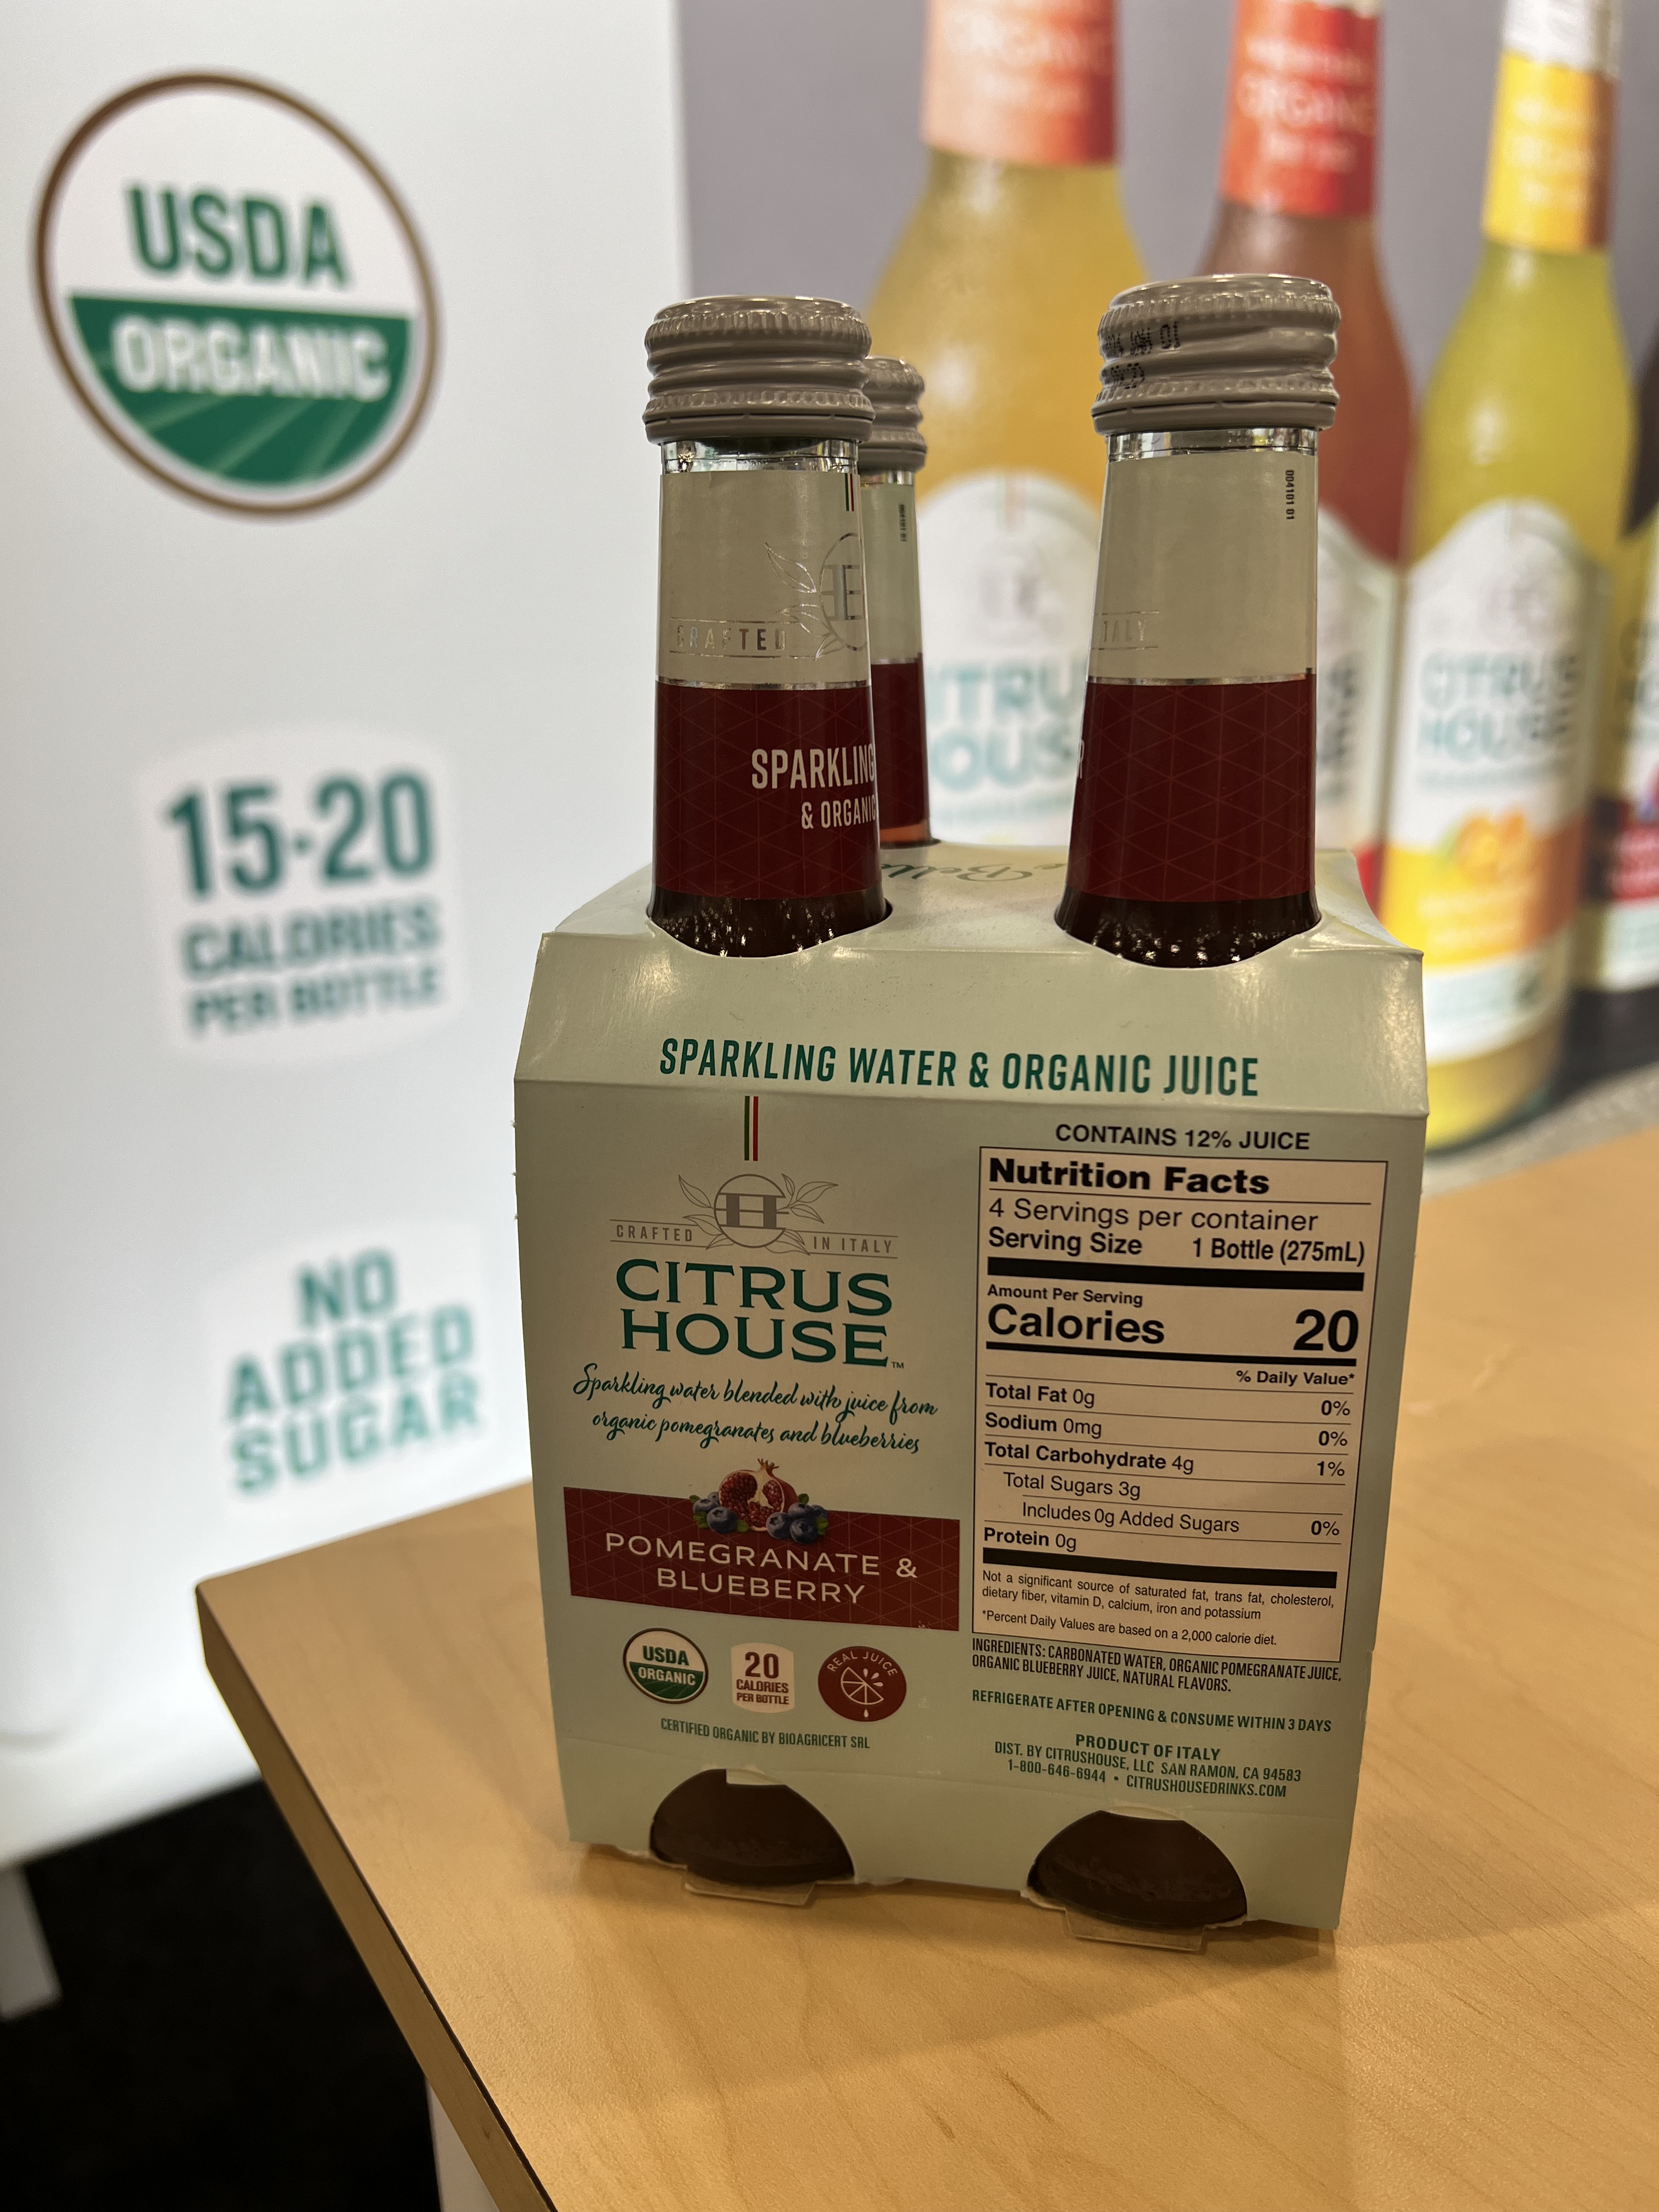 USDA
ORGANIC
15-20
CALORIES
PER BOTTLE
NO
ADDED
SUGAR
ORGANIC
ORGANIC
CITRUS
HOUSE
004101 01
CRAFTED
SPARKLING
& ORGANIC
ITALY
SPARKLING WATER & ORGANIC JUICE
CRAFTED IN ITALY
H
CITRUS
HOUSE™
Sparkling water blended with juice from
organic pomegranates and blueberries
POMEGRANATE &
BLUEBERRY
USDA
ORGANIC
20
CALORIES
PER BOTTLE
REAL JUICE
CERTIFIED ORGANIC BY BIOAGRICERT SRL
CONTAINS 12% JUICE
Nutrition Facts
4 Servings per container
Serving Size 1 Bottle (275mL)
Amount Per Serving
Calories 20
% Daily Value*
Total Fat 0g 0%
Sodium 0mg 0%
Total Carbohydrate 4g 1%
Total Sugars 3g
Includes 0g Added Sugars 0%
Protein 0g
Not a significant source of saturated fat, trans fat, cholesterol,
dietary fiber, vitamin D, calcium, iron and potassium
*Percent Daily Values are based on a 2,000 calorie diet.
INGREDIENTS: CARBONATED WATER, ORGANIC POMEGRANATE JUICE,
ORGANIC BLUEBERRY JUICE, NATURAL FLAVORS.
REFRIGERATE AFTER OPENING & CONSUME WITHIN 3 DAYS
PRODUCT OF ITALY
DIST. BY CITRUSHOUSE, LLC SAN RAMON, CA 94583
1-800-646-6944 • CITRUSHOUSEDRINKS.COM